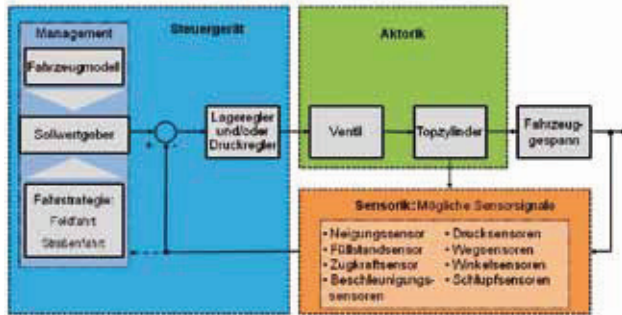 Management
Steuergerät
Fahrzeugmodell
Sollwertgeber
Fahrstrategie:
Feldfahrt
Straßenfahrt
Lageregler
und/oder
Druckregler
Aktorik
Ventil
Topzylinder
Fahrzeug-
gespann
Sensorik: Mögliche Sensorsignale
• Neigungssensor
• Füllstandsensor
• Zugkraftsensor
• Beschleunigungs-
sensoren
• Drucksensoren
• Wegsensoren
• Winkelsensoren
• Schlupfsensoren